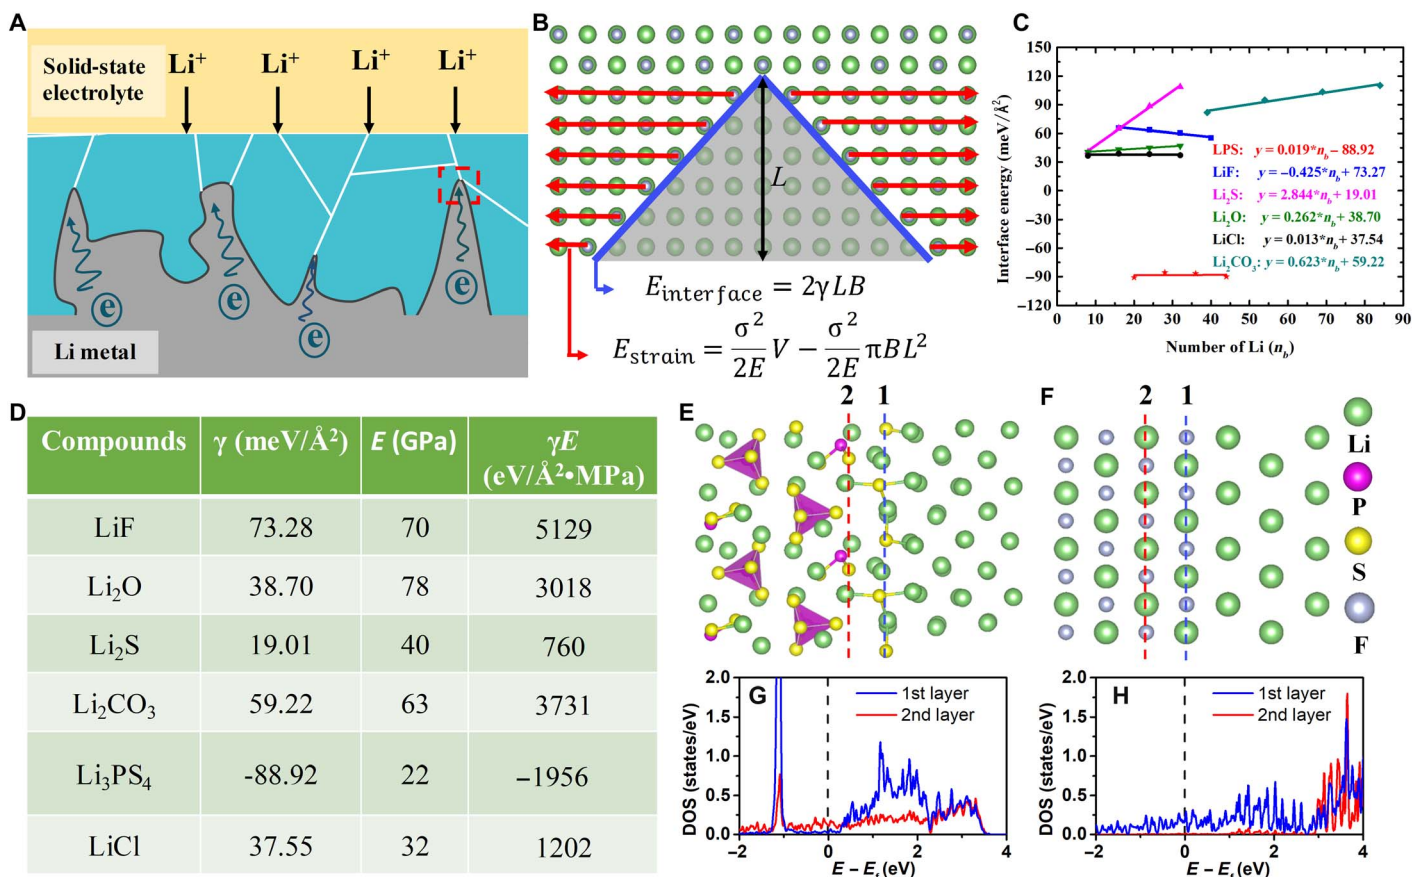 A
Solid-state
electrolyte
Li⁺
Li⁺
Li⁺
Li⁺
e
e
e
e
Li metal
B
L
E_interface = 2γLB
E_strain = σ²/2E V − σ²/2E πBL²
C
Interface energy (meV/Å²)
150
120
90
60
30
0
−30
−60
−90
−120
LPS: y = 0.019*n_b − 88.92
LiF: y = −0.425*n_b + 73.27
Li₂S: y = 2.844*n_b + 19.01
Li₂O: y = 0.262*n_b + 38.70
LiCl: y = 0.013*n_b + 37.54
Li₂CO₃: y = 0.623*n_b + 59.22
0 10 20 30 40 50 60 70 80 90
Number of Li (n_b)
D
Compounds γ (meV/Å²) E (GPa) γE (eV/Å²•MPa)
LiF 73.28 70 5129
Li₂O 38.70 78 3018
Li₂S 19.01 40 760
Li₂CO₃ 59.22 63 3731
Li₃PS₄ -88.92 22 −1956
LiCl 37.55 32 1202
E
2 1
F
2 1
Li
P
S
F
G
DOS (states/eV)
2.0
1.5
1.0
0.5
0.0
1st layer
2nd layer
−2 0 2 4
E − E_f (eV)
H
DOS (states/eV)
2.0
1.5
1.0
0.5
0.0
1st layer
2nd layer
−2 0 2 4
E − E_f (eV)